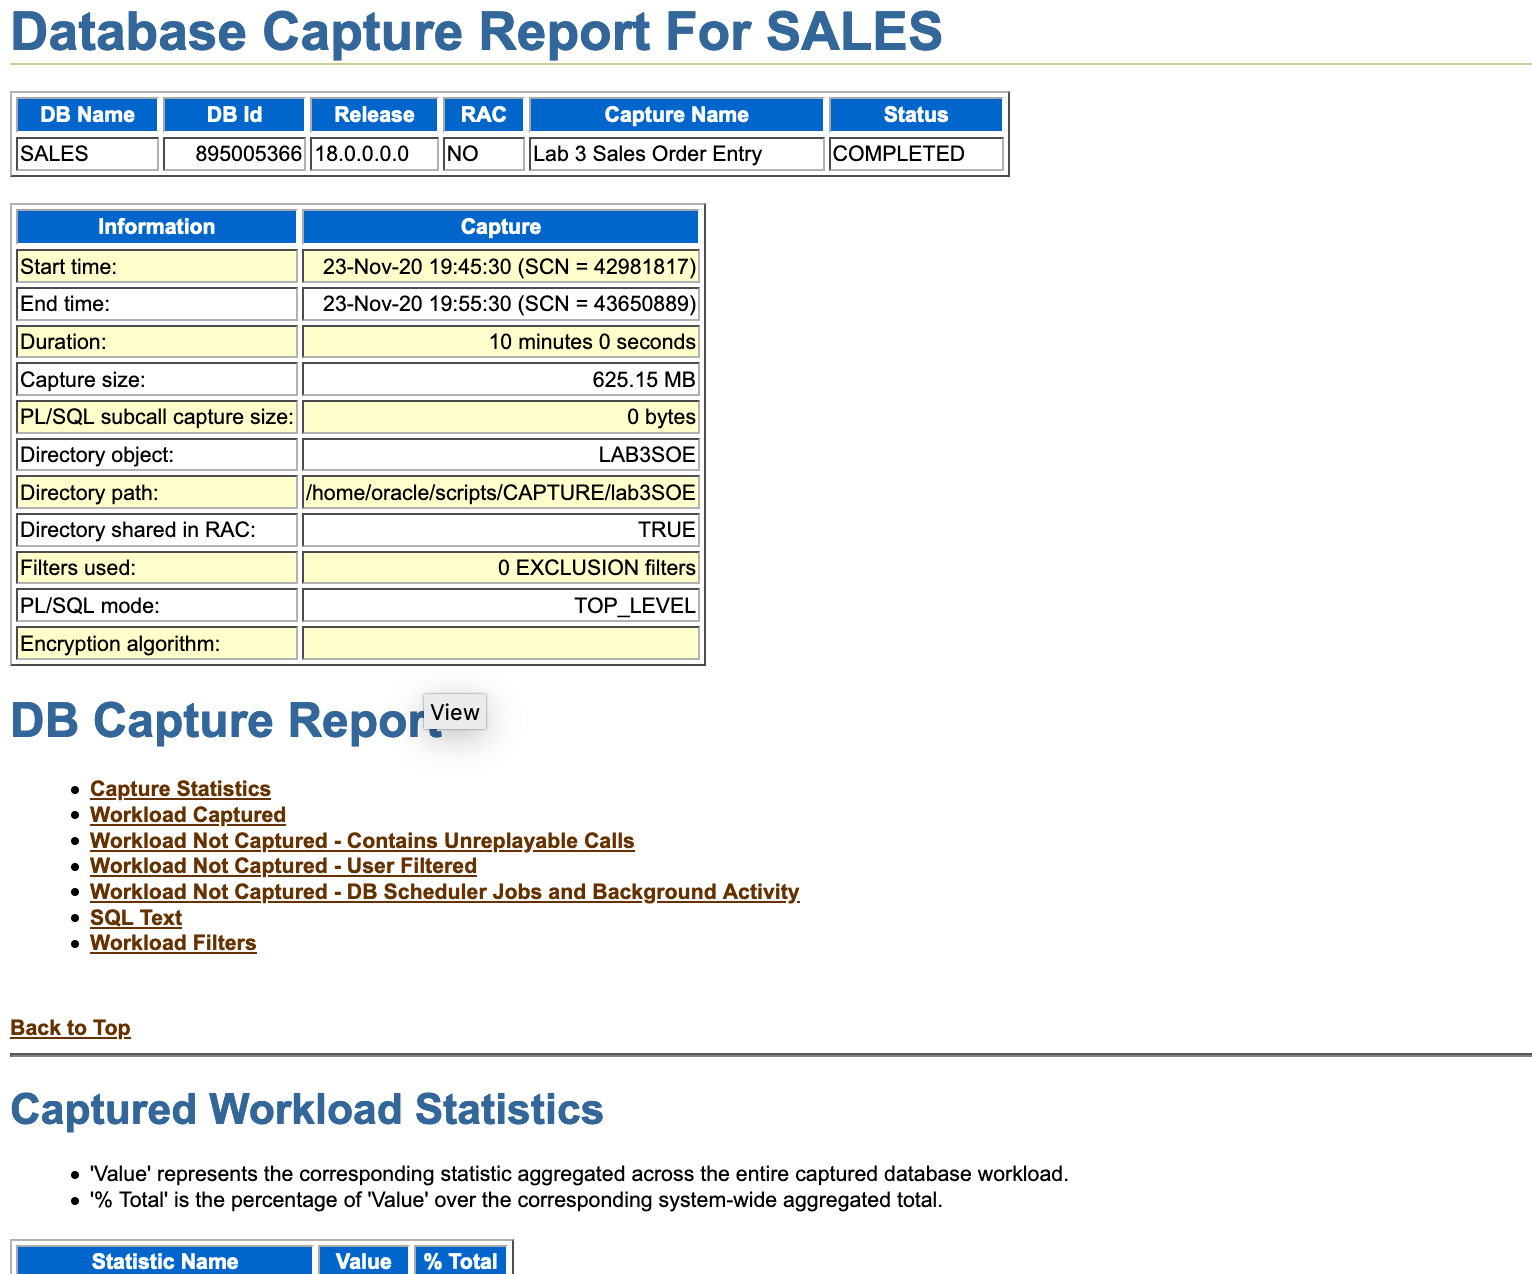 Database Capture Report For SALES
DB Name DB Id Release RAC Capture Name Status
SALES 895005366 18.0.0.0.0 NO Lab 3 Sales Order Entry COMPLETED
Information Capture
Start time: 23-Nov-20 19:45:30 (SCN = 42981817)
End time: 23-Nov-20 19:55:30 (SCN = 43650889)
Duration: 10 minutes 0 seconds
Capture size: 625.15 MB
PL/SQL subcall capture size: 0 bytes
Directory object: LAB3SOE
Directory path: /home/oracle/scripts/CAPTURE/lab3SOE
Directory shared in RAC: TRUE
Filters used: 0 EXCLUSION filters
PL/SQL mode: TOP_LEVEL
Encryption algorithm:
DB Capture Report
View
Capture Statistics
Workload Captured
Workload Not Captured - Contains Unreplayable Calls
Workload Not Captured - User Filtered
Workload Not Captured - DB Scheduler Jobs and Background Activity
SQL Text
Workload Filters
Back to Top
Captured Workload Statistics
'Value' represents the corresponding statistic aggregated across the entire captured database workload.
'% Total' is the percentage of 'Value' over the corresponding system-wide aggregated total.
Statistic Name Value % Total